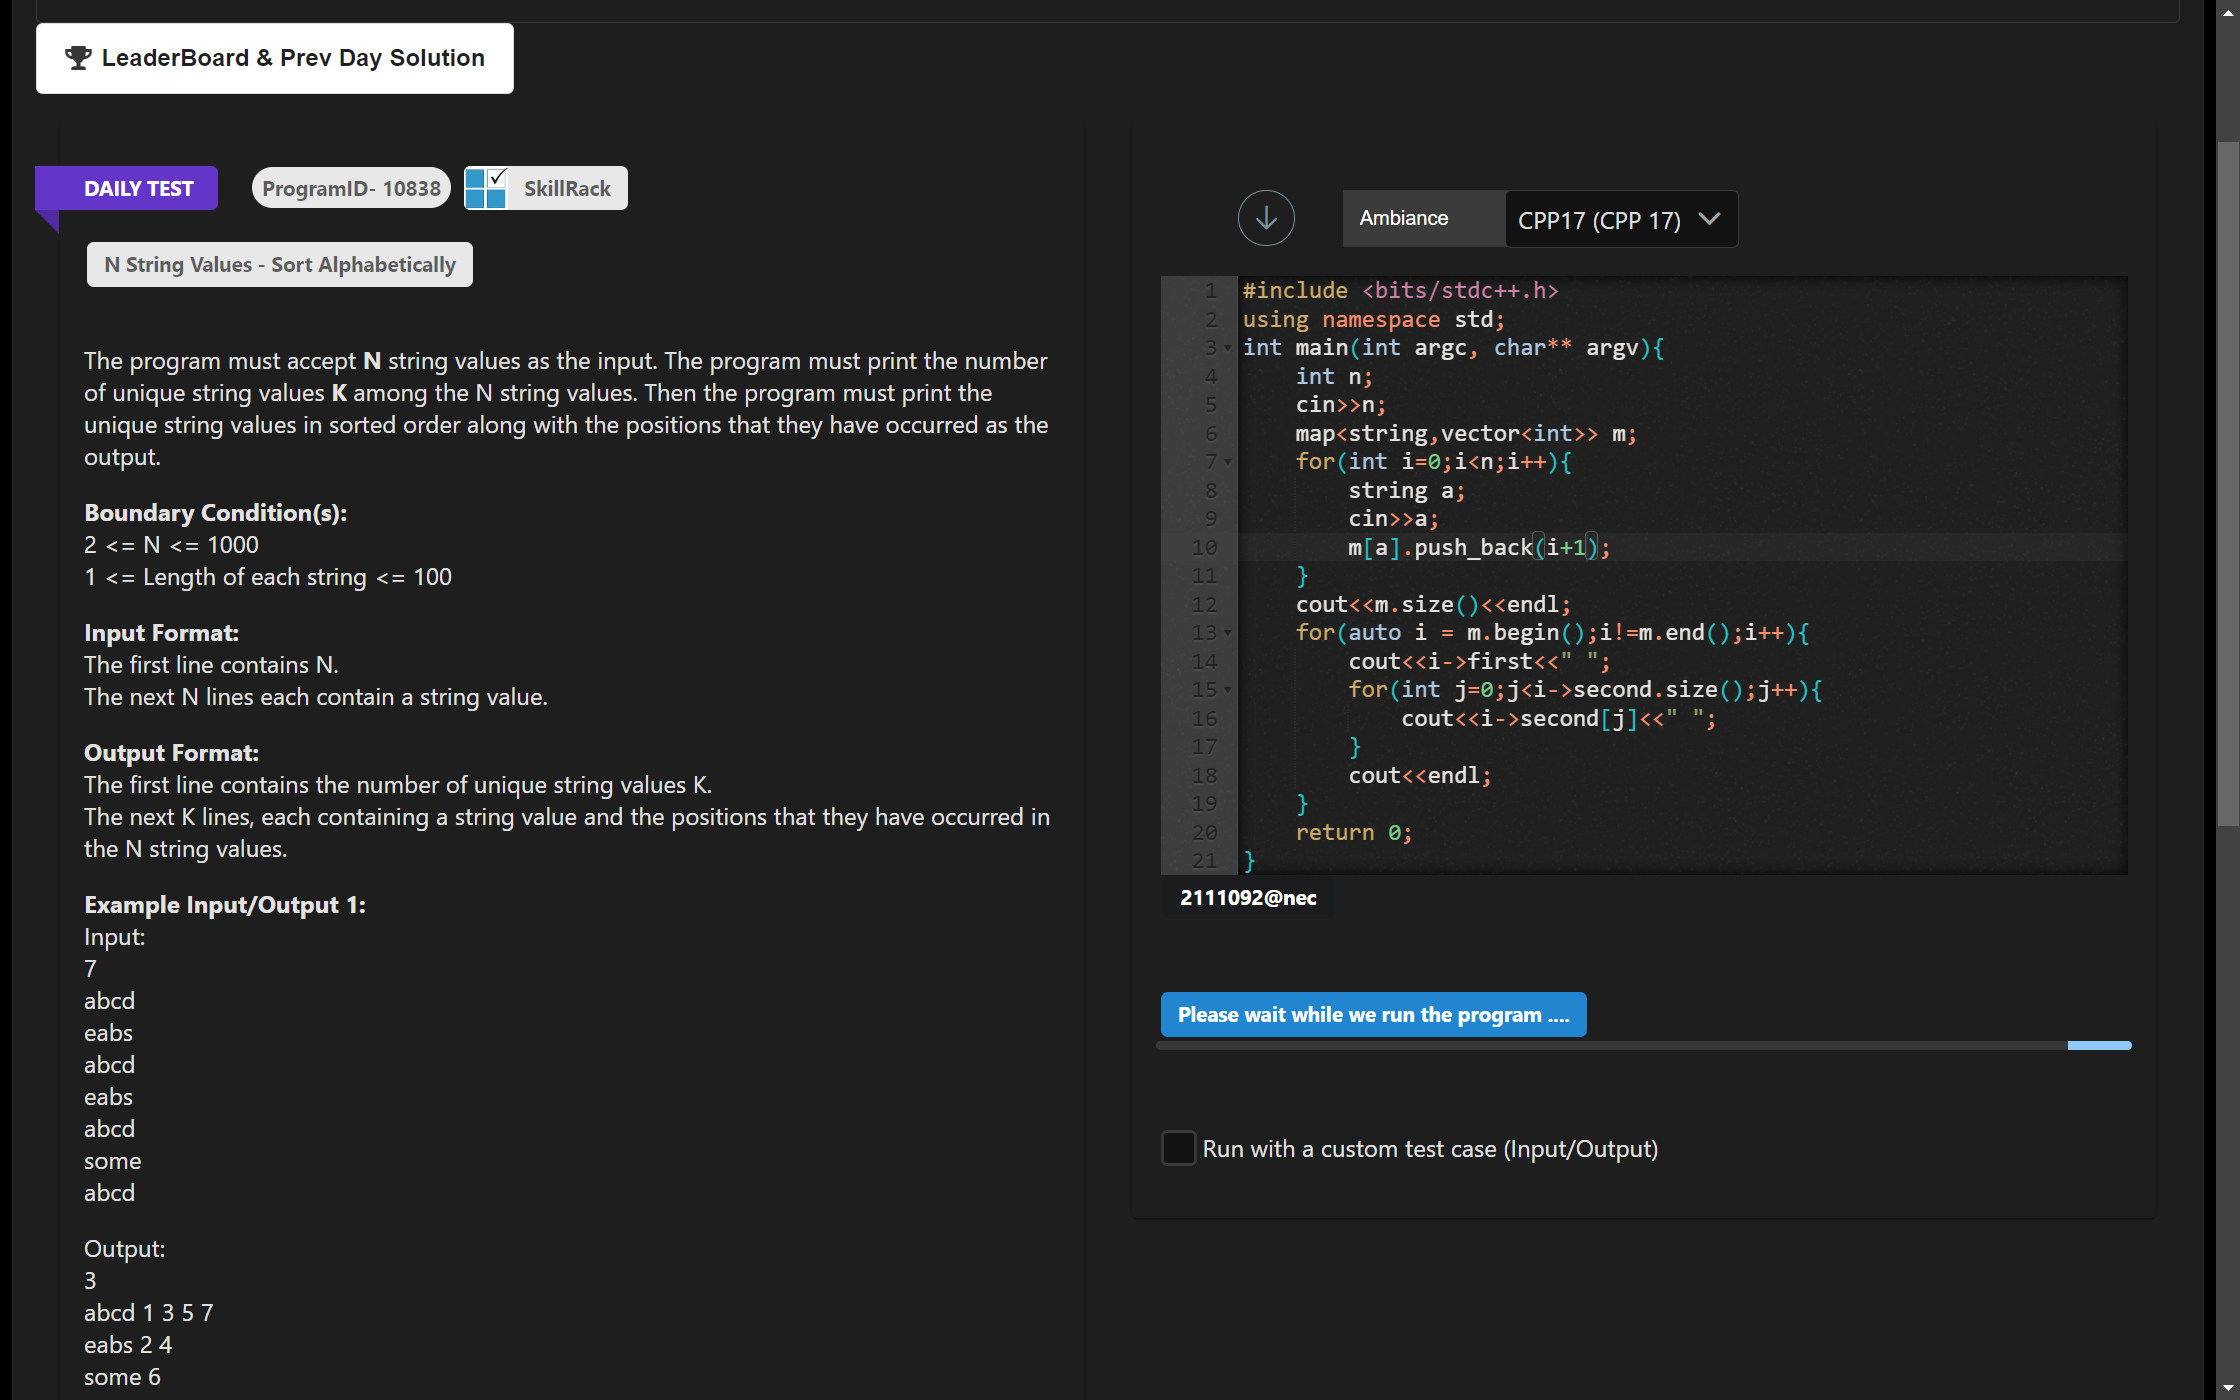 LeaderBoard & Prev Day Solution
DAILY TEST
ProgramID- 10838
SkillRack
N String Values - Sort Alphabetically
The program must accept N string values as the input. The program must print the number
of unique string values K among the N string values. Then the program must print the
unique string values in sorted order along with the positions that they have occurred as the
output.
Boundary Condition(s):
2 <= N <= 1000
1 <= Length of each string <= 100
Input Format:
The first line contains N.
The next N lines each contain a string value.
Output Format:
The first line contains the number of unique string values K.
The next K lines, each containing a string value and the positions that they have occurred in
the N string values.
Example Input/Output 1:
Input:
7
abcd
eabs
abcd
eabs
abcd
some
abcd
Output:
3
abcd 1 3 5 7
eabs 2 4
some 6
Ambiance
CPP17 (CPP 17)
1 #include <bits/stdc++.h>
2 using namespace std;
3 int main(int argc, char** argv){
4     int n;
5     cin>>n;
6     map<string,vector<int>> m;
7     for(int i=0;i<n;i++){
8         string a;
9         cin>>a;
10         m[a].push_back(i+1);
11     }
12     cout<<m.size()<<endl;
13     for(auto i = m.begin();i!=m.end();i++){
14         cout<<i->first<<" ";
15         for(int j=0;j<i->second.size();j++){
16             cout<<i->second[j]<<" ";
17         }
18         cout<<endl;
19     }
20     return 0;
21 }
2111092@nec
Please wait while we run the program ....
Run with a custom test case (Input/Output)